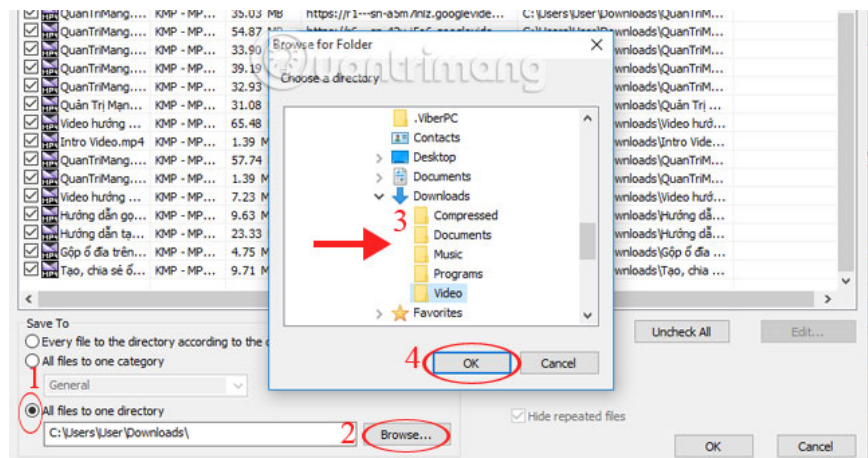 QuanTriMang.... KMP - MP... 35.03 MB
QuanTriMang.... KMP - MP... 54.87
Browse for Folder
QuanTriMang.... KMP - MP... 33.90 wnloads\QuanTriM...
QuanTriMang.... KMP - MP... 39.19 Choose a directory wnloads\QuanTriM...
Quantrimang
QuanTriMang.... KMP - MP... 32.93 wnloads\QuanTriM...
Quản Trị Mạn... KMP - MP... 31.08 wnloads\Quản Trị ...
Video hướng ... KMP - MP... 65.48 .ViberPC wnloads\Video hướ...
Intro Video.mp4 KMP - MP... 1.39 M Contacts wnloads\Intro Vide...
QuanTriMang.... KMP - MP... 57.74 Desktop wnloads\QuanTriM...
QuanTriMang.... KMP - MP... 1.39 M Documents wnloads\QuanTriM...
Video hướng ... KMP - MP... 7.23 M Downloads wnloads\Video hướ...
Hướng dẫn gọ... KMP - MP... 9.63 M 3 Compressed wnloads\Hướng dẫ...
Hướng dẫn tạ... KMP - MP... 23.33 Documents wnloads\Hướng dẫ...
Gộp ổ đĩa trên... KMP - MP... 4.75 M Music wnloads\Gộp ổ đĩa ...
Tạo, chia sẻ ổ... KMP - MP... 9.71 M Programs wnloads\Tạo, chia ...
Video
Favorites
Save To
Every file to the directory according to the
Uncheck All Edit...
All files to one category
4 OK Cancel
1
General
All files to one directory
Hide repeated files
C:\Users\User\Downloads\ 2 Browse...
OK Cancel